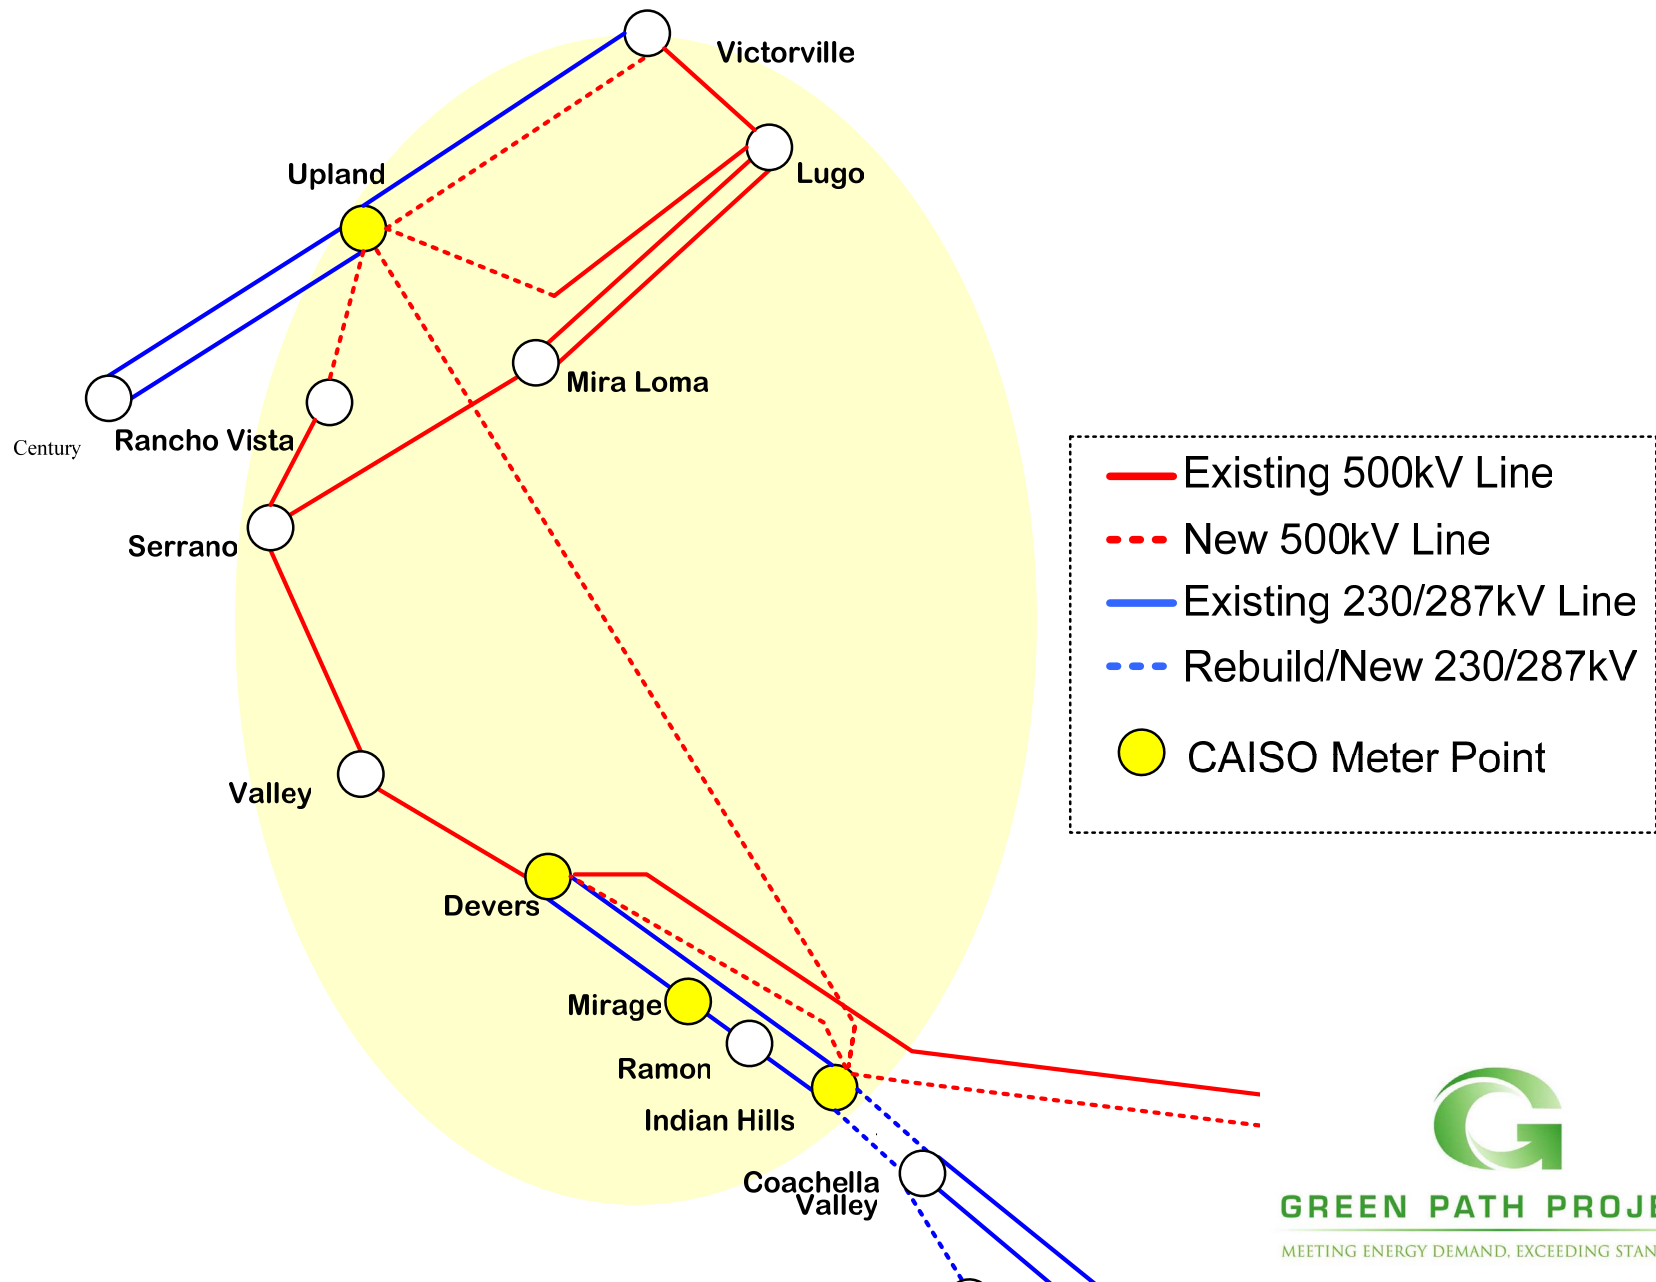 Victorville
Upland
Lugo
Mira Loma
Century
Rancho Vista
Serrano
Existing 500kV Line
New 500kV Line
Existing 230/287kV Line
Rebuild/New 230/287kV
CAISO Meter Point
Valley
Devers
Mirage
Ramon
Indian Hills
Coachella
Valley
G
GREEN PATH PROJE
MEETING ENERGY DEMAND, EXCEEDING STAN